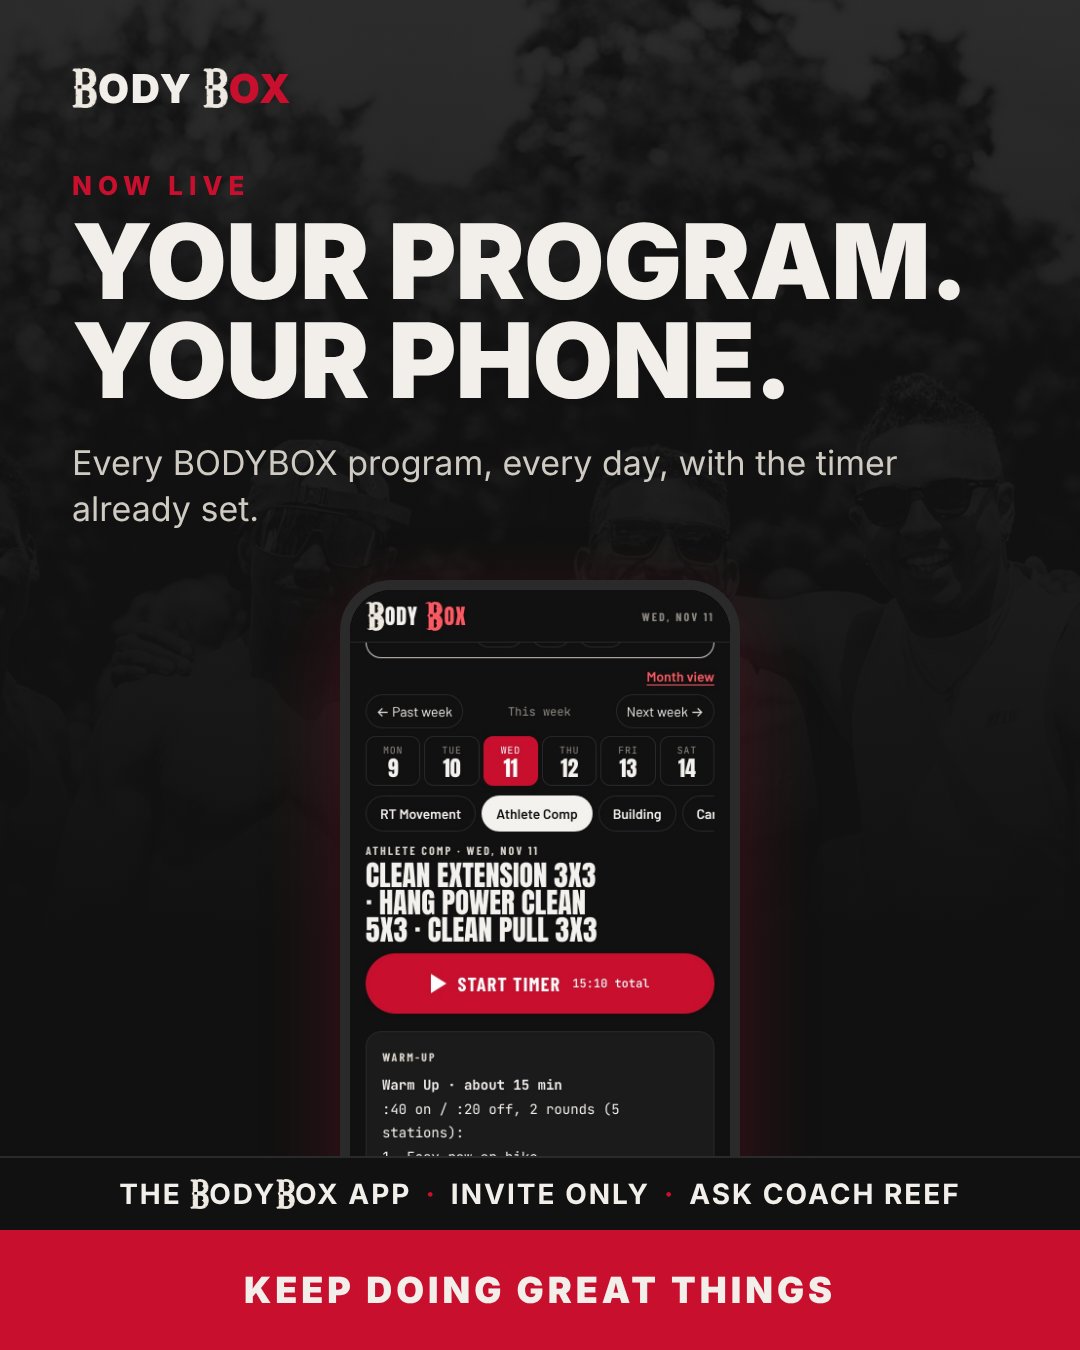 BODY BOX
NOW LIVE
YOUR PROGRAM.
YOUR PHONE.
Every BODYBOX program, every day, with the timer
already set.
BODY BOX
WED, NOV 11
Month view
← Past week
This week
Next week →
MON TUE WED THU FRI SAT
9 10 11 12 13 14
RT Movement Athlete Comp Building
ATHLETE COMP · WED, NOV 11
CLEAN EXTENSION 3X3
· HANG POWER CLEAN
5X3 · CLEAN PULL 3X3
START TIMER 15:10 total
WARM-UP
Warm Up · about 15 min
:40 on / :20 off, 2 rounds (5
stations):
THE BODYBOX APP · INVITE ONLY · ASK COACH REEF
KEEP DOING GREAT THINGS